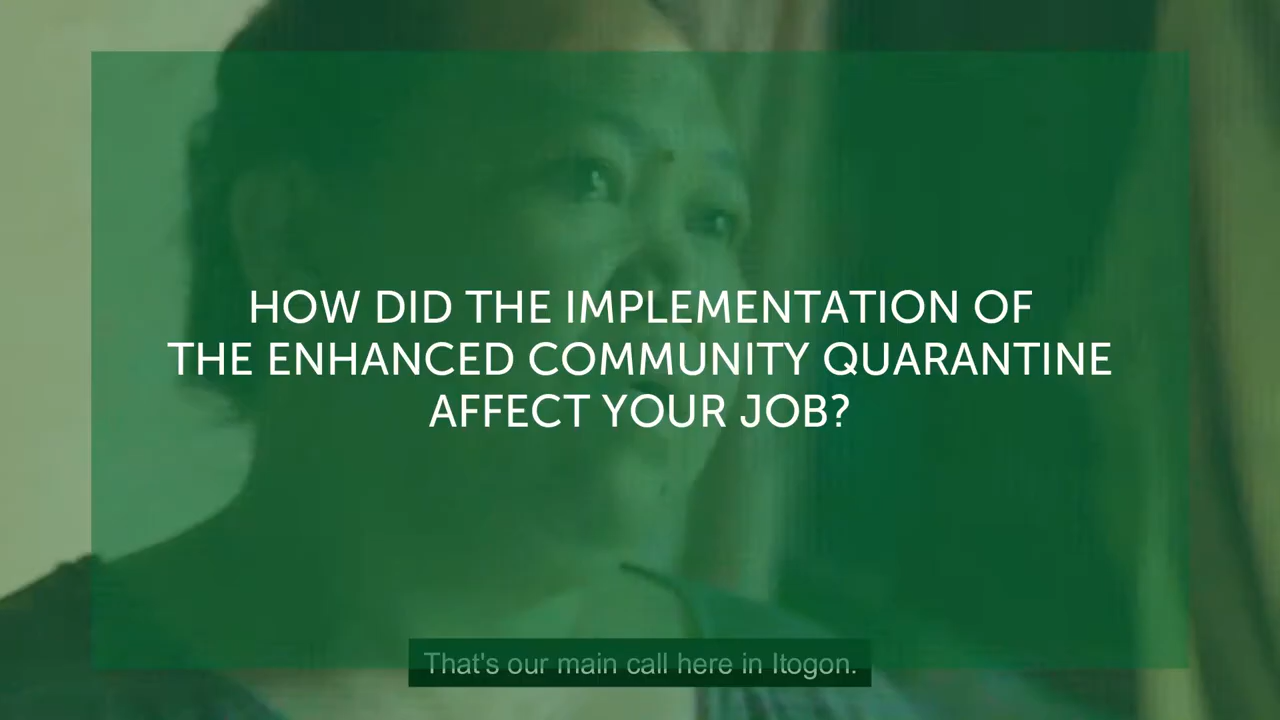 HOW DID THE IMPLEMENTATION OF
THE ENHANCED COMMUNITY QUARANTINE
AFFECT YOUR JOB?
That's our main call here in Itogon.